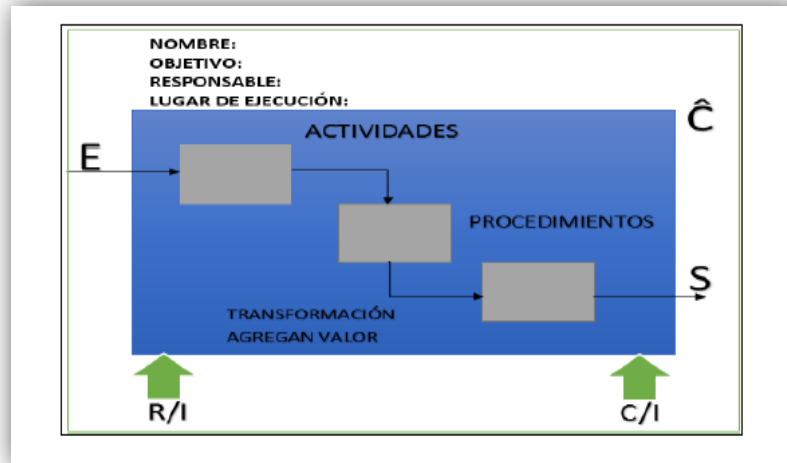 NOMBRE:
OBJETIVO:
RESPONSABLE:
LUGAR DE EJECUCIÓN:
Ĉ
ACTIVIDADES
E
PROCEDIMIENTOS
S
TRANSFORMACIÓN
AGREGAN VALOR
R/I
C/I